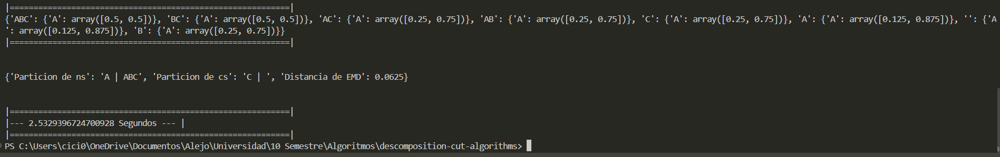 |===========================================================|
{'ABC': {'A': array([0.5, 0.5])}, 'BC': {'A': array([0.5, 0.5])}, 'AC': {'A': array([0.25, 0.75])}, 'AB': {'A': array([0.25, 0.75])}, 'C': {'A': array([0.25, 0.75])}, 'A': {'A': array([0.125, 0.875])}, '': {'A
': array([0.125, 0.875])}, 'B': {'A': array([0.25, 0.75])}}
|===========================================================|
{'Particion de ns': 'A | ABC', 'Particion de cs': 'C | ', 'Distancia de EMD': 0.0625}
|===========================================================|
|--- 2.5329396724700928 Segundos --- |
|===========================================================|
PS C:\Users\cici0\OneDrive\Documentos\Alejo\Universidad\10 Semestre\Algoritmos\descomposition-cut-algorithms>